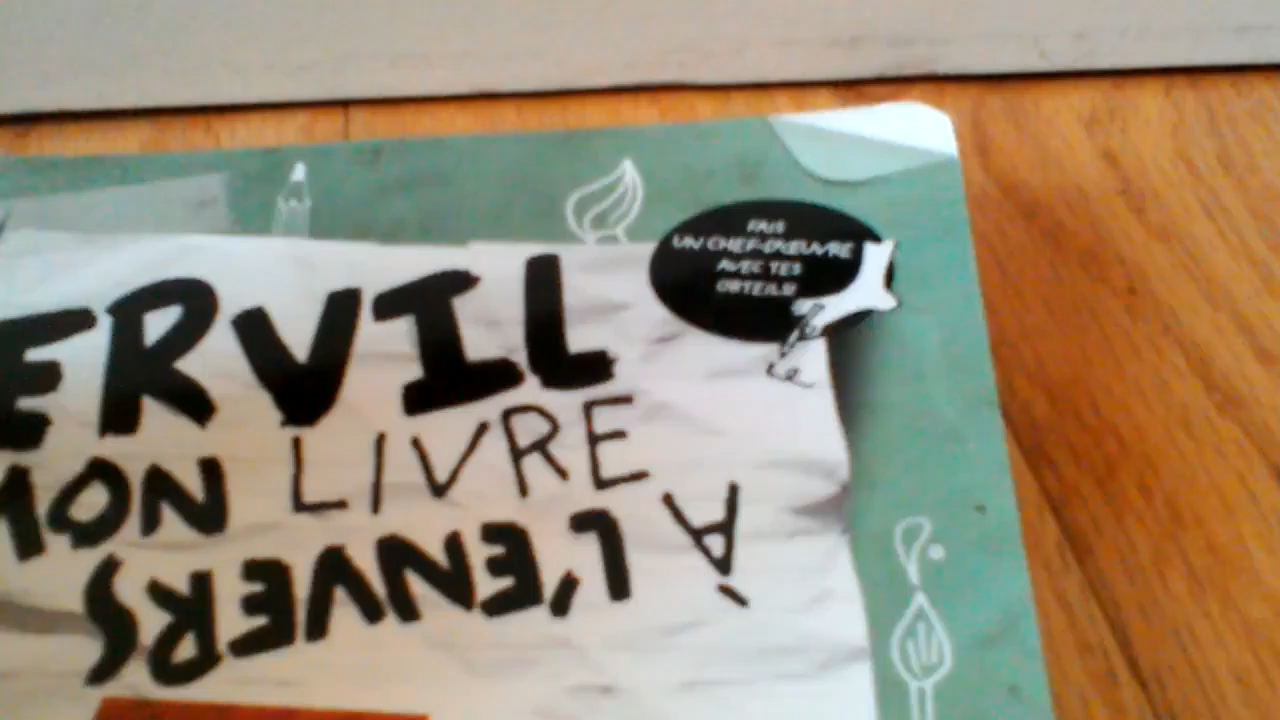 ERVIL
MON LIVRE
À L'ENVERS
FAIS
UN CHEF-D'ŒUVRE
AVEC TES
ORTEILS!